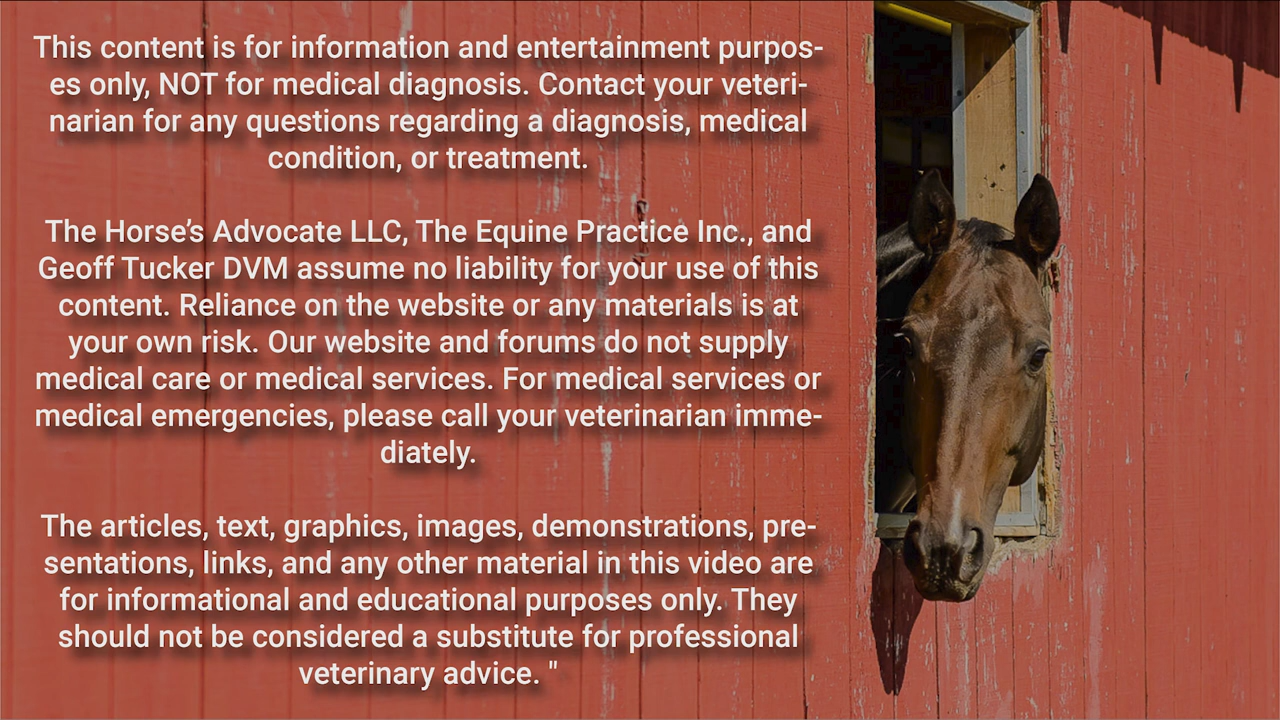 This content is for information and entertainment purpos-
es only, NOT for medical diagnosis. Contact your veteri-
narian for any questions regarding a diagnosis, medical
condition, or treatment.
The Horse’s Advocate LLC, The Equine Practice Inc., and
Geoff Tucker DVM assume no liability for your use of this
content. Reliance on the website or any materials is at
your own risk. Our website and forums do not supply
medical care or medical services. For medical services or
medical emergencies, please call your veterinarian imme-
diately.
The articles, text, graphics, images, demonstrations, pre-
sentations, links, and any other material in this video are
for informational and educational purposes only. They
should not be considered a substitute for professional
veterinary advice. "